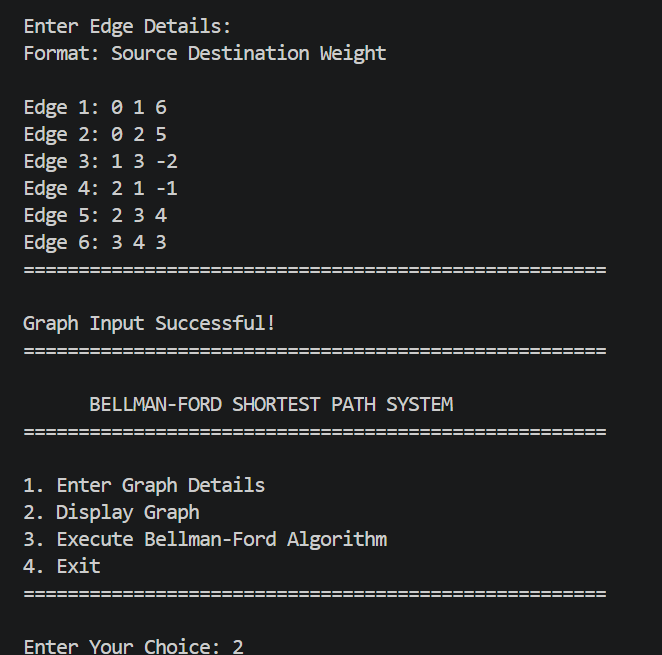 Enter Edge Details:
Format: Source Destination Weight
Edge 1: 0 1 6
Edge 2: 0 2 5
Edge 3: 1 3 -2
Edge 4: 2 1 -1
Edge 5: 2 3 4
Edge 6: 3 4 3
=====================================================
Graph Input Successful!
=====================================================
BELLMAN-FORD SHORTEST PATH SYSTEM
=====================================================
1. Enter Graph Details
2. Display Graph
3. Execute Bellman-Ford Algorithm
4. Exit
=====================================================
Enter Your Choice: 2